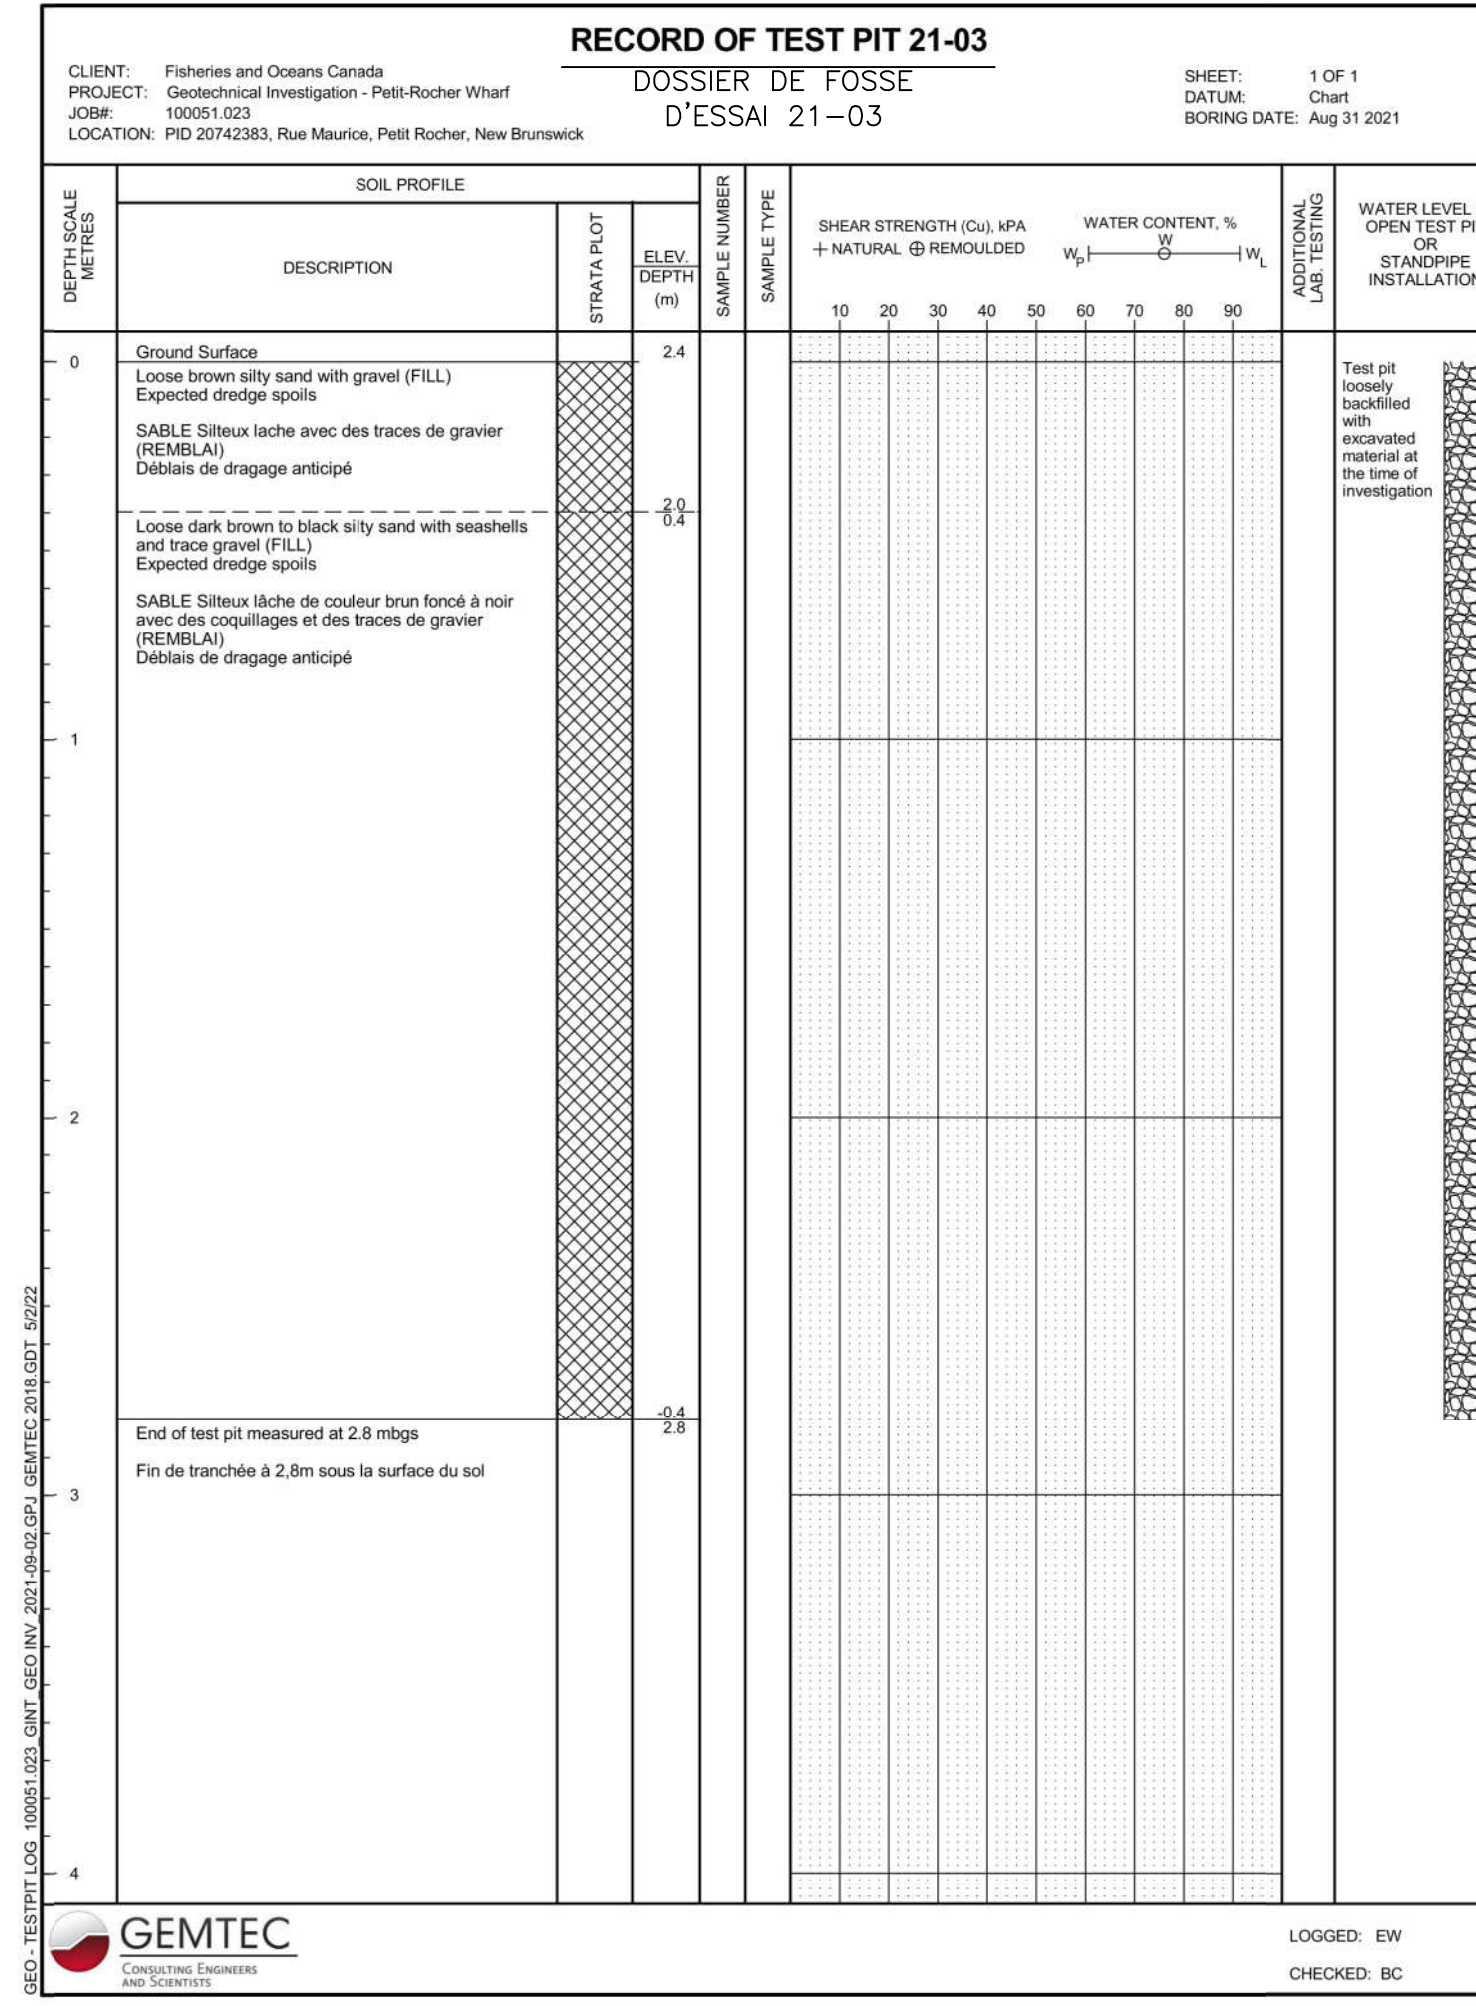 RECORD OF TEST PIT 21-03
DOSSIER DE FOSSE
D'ESSAI 21-03
CLIENT: Fisheries and Oceans Canada
PROJECT: Geotechnical Investigation - Petit-Rocher Wharf
JOB#: 100051.023
LOCATION: PID 20742383, Rue Maurice, Petit Rocher, New Brunswick
SHEET: 1 OF 1
DATUM: Chart
BORING DATE: Aug 31 2021
DEPTH SCALE
METRES
SOIL PROFILE
DESCRIPTION
STRATA PLOT
ELEV.
DEPTH
(m)
SAMPLE NUMBER
SAMPLE TYPE
SHEAR STRENGTH (Cu), kPA
+ NATURAL ⊕ REMOULDED
WATER CONTENT, %
W
WP WL
10 20 30 40 50 60 70 80 90
ADDITIONAL
LAB. TESTING
WATER LEVEL
OPEN TEST PI
OR
STANDPIPE
INSTALLATION
0
Ground Surface 2.4
Loose brown silty sand with gravel (FILL)
Expected dredge spoils
SABLE Silteux lache avec des traces de gravier
(REMBLAI)
Déblais de dragage anticipé
2.0
0.4
Loose dark brown to black silty sand with seashells
and trace gravel (FILL)
Expected dredge spoils
SABLE Silteux lâche de couleur brun foncé à noir
avec des coquillages et des traces de gravier
(REMBLAI)
Déblais de dragage anticipé
1
2
-0.4
2.8
End of test pit measured at 2.8 mbgs
Fin de tranchée à 2,8m sous la surface du sol
3
4
Test pit
loosely
backfilled
with
excavated
material at
the time of
investigation
GEO - TESTPIT LOG 100051.023_GINT_GEO INV_2021-09-02.GPJ GEMTEC 2018.GDT 5/2/22
GEMTEC
CONSULTING ENGINEERS
AND SCIENTISTS
LOGGED: EW
CHECKED: BC